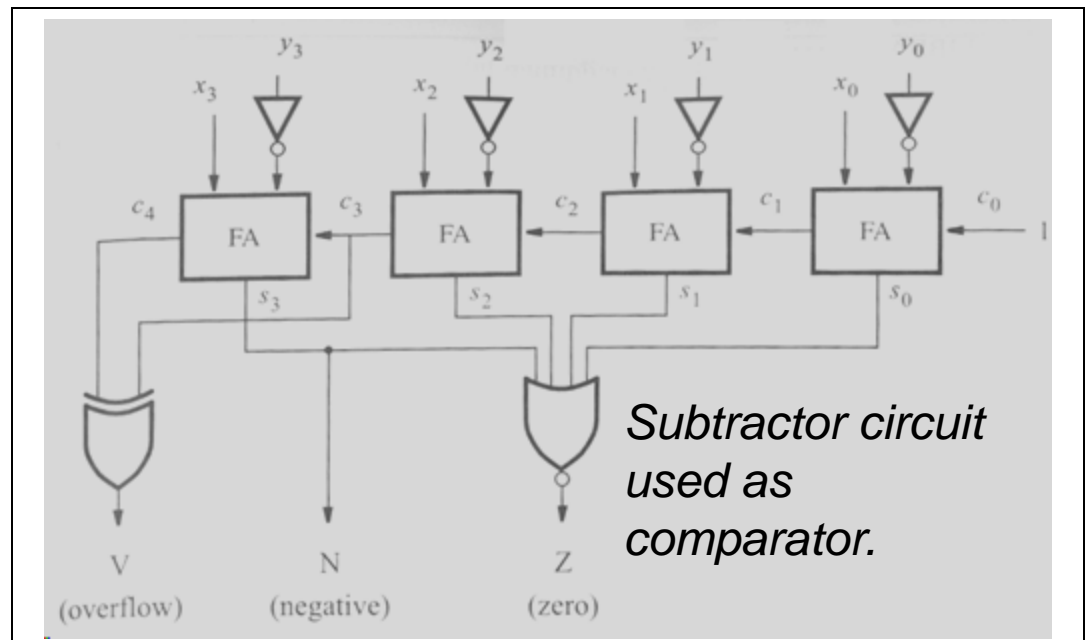 y3 y2 y1 y0
x3 x2 x1 x0
c4 c3 c2 c1 c0
FA FA FA FA 1
s3 s2 s1 s0
Subtractor circuit
used as
comparator.
V N Z
(overflow) (negative) (zero)